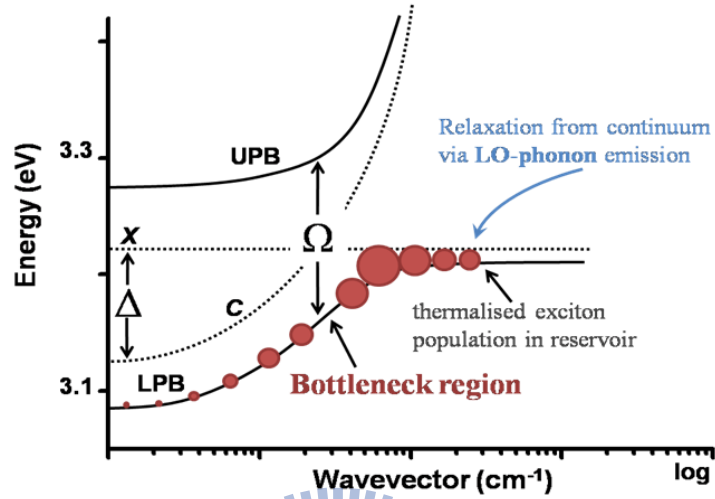 Energy (eV)
3.3
3.1
UPB
X
Δ
C
Ω
LPB
Relaxation from continuum
via LO-phonon emission
thermalised exciton
population in reservoir
Bottleneck region
Wavevector (cm⁻¹)
log